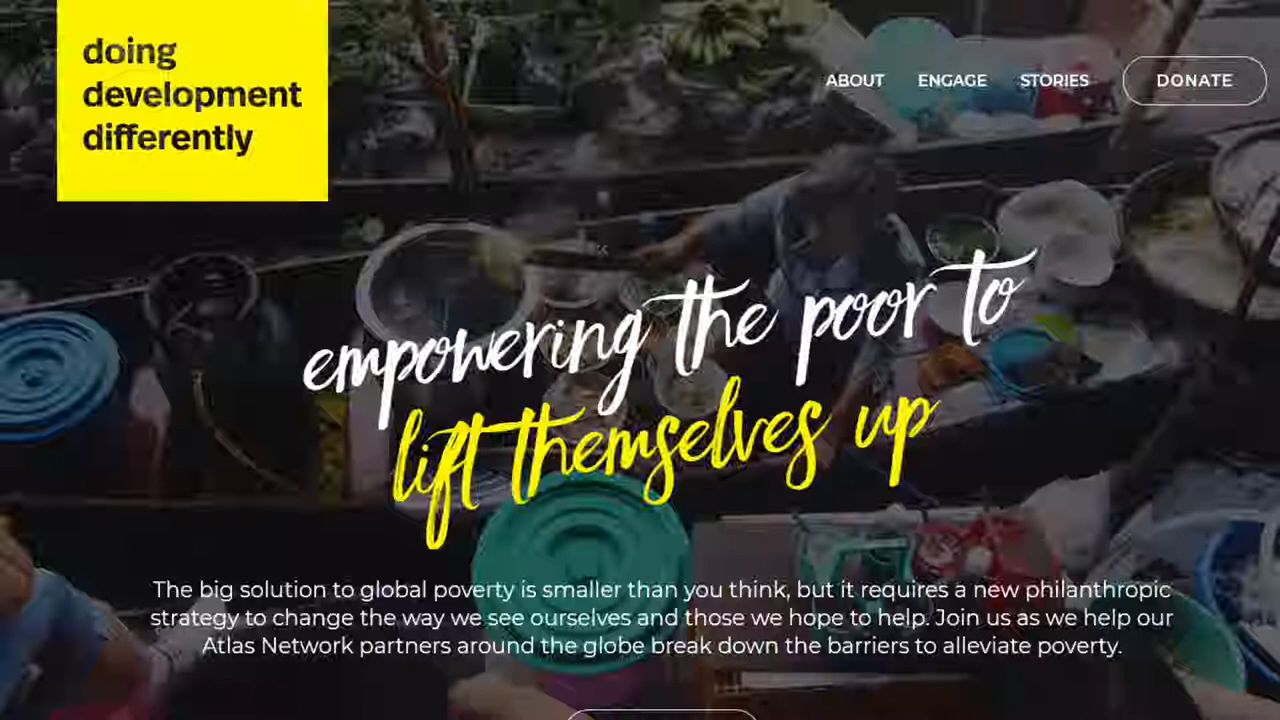 doing
development
differently
ABOUT ENGAGE STORIES DONATE
empowering the poor to
lift themselves up
The big solution to global poverty is smaller than you think, but it requires a new philanthropic
strategy to change the way we see ourselves and those we hope to help. Join us as we help our
Atlas Network partners around the globe break down the barriers to alleviate poverty.